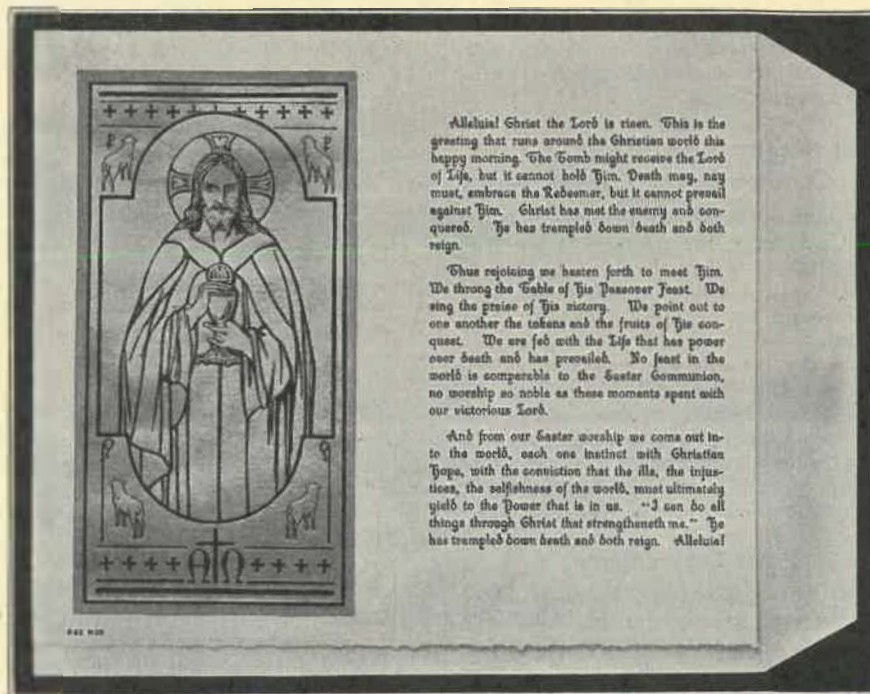 Alleluia! Christ the Lord is risen. This is the
greeting that runs around the Christian world this
happy morning. The Tomb might receive the Lord
of Life, but it cannot hold Him. Death may, nay
must, embrace the Redeemer, but it cannot prevail
against Him. Christ has met the enemy and con-
quered. He has trampled down death and doth
reign.
Thus rejoicing we hasten forth to meet Him.
We throng the Table of His Passover Feast. We
sing the praise of His victory. We point out to
one another the tokens and the fruits of His con-
quest. We are fed with the Life that has power
over death and has prevailed. No feast in the
world is comparable to the Easter Communion,
no worship so noble as these moments spent with
our victorious Lord.
And from our Easter worship we come out in-
to the world, each one instinct with Christian
Hope, with the conviction that the ills, the injus-
tices, the selfishness of the world, must ultimately
yield to the Power that is in us. "I can do all
things through Christ that strengtheneth me." He
has trampled down death and doth reign. Alleluia!
Α Ω